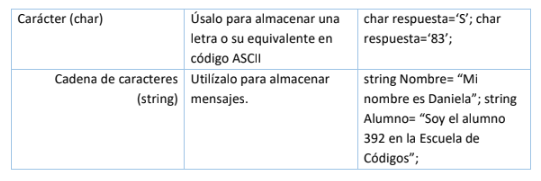 Carácter (char)
Úsalo para almacenar una
letra o su equivalente en
código ASCII
char respuesta=‘S’; char
respuesta=‘83’;
Cadena de caracteres
(string)
Utilízalo para almacenar
mensajes.
string Nombre= “Mi
nombre es Daniela”; string
Alumno= “Soy el alumno
392 en la Escuela de
Códigos”;